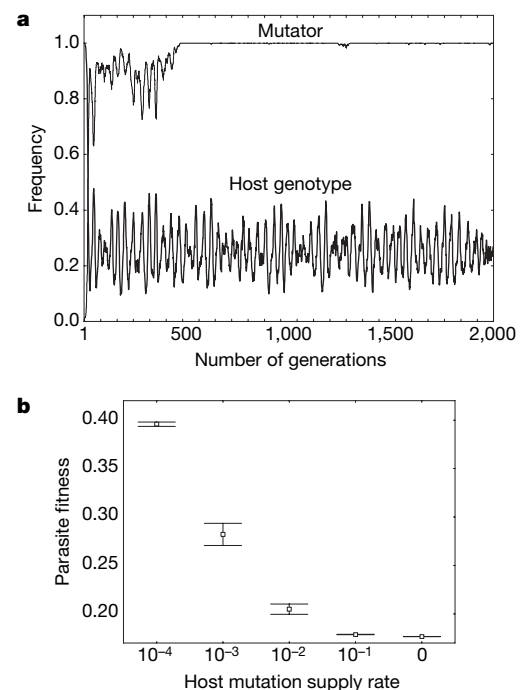 a
Mutator
Host genotype
Frequency
1.0
0.8
0.6
0.4
0.2
0.0
1 500 1,000 1,500 2,000
Number of generations
b
Parasite fitness
0.40
0.35
0.30
0.25
0.20
10⁻⁴ 10⁻³ 10⁻² 10⁻¹ 0
Host mutation supply rate